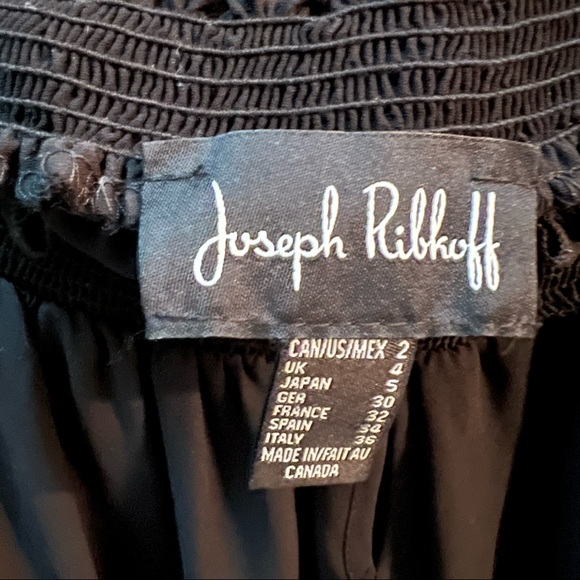 Joseph Ribkoff
CAN/US/MEX 2
UK 4
JAPAN 5
GER 30
FRANCE 32
SPAIN 34
ITALY 36
MADE IN/FAIT AU
CANADA